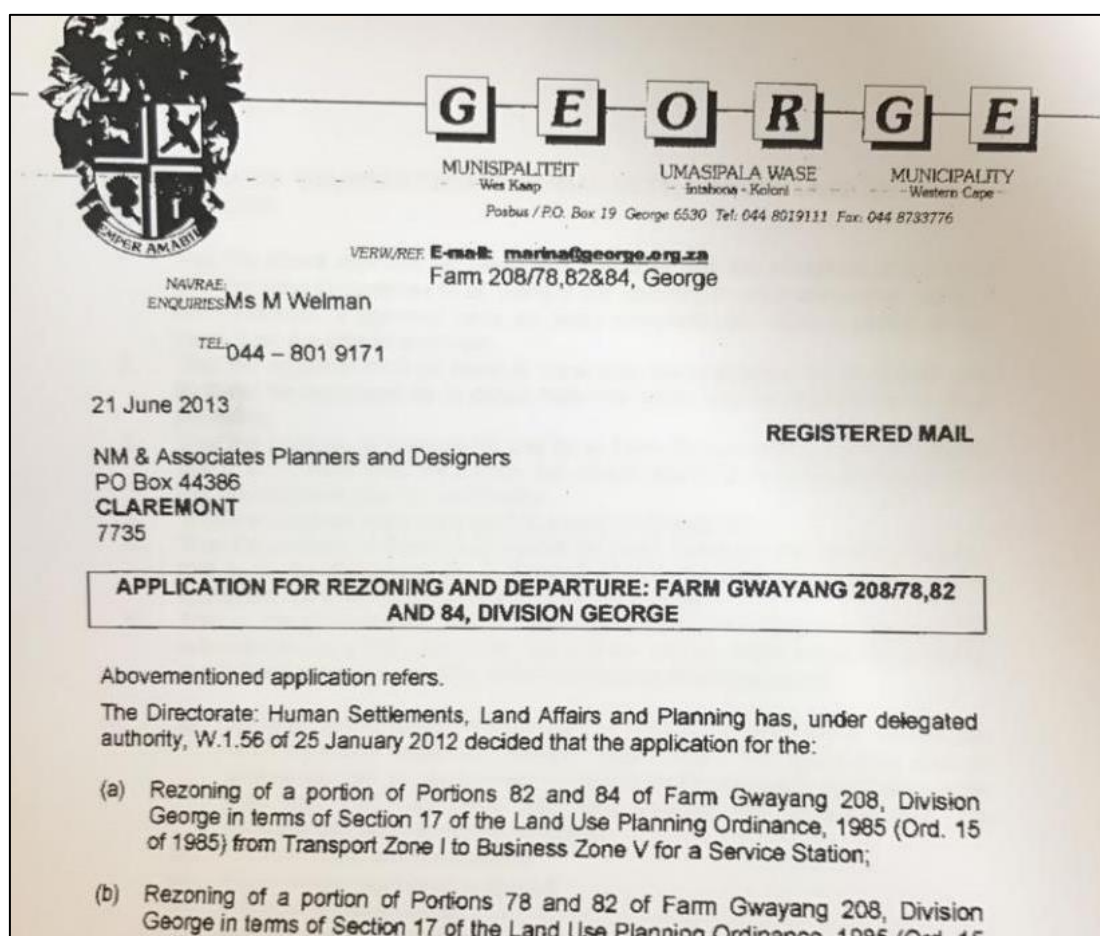 G E O R G E
MUNISIPALITEIT UMASIPALA WASE MUNICIPALITY
Wes Kaap Intshona - Koloni Western Cape
Posbus / P.O. Box 19 George 6530 Tel: 044 8019111 Fax: 044 8733776
EMPER AMABIL
VERW/REF. E-mail: marina@george.org.za
Farm 208/78,82&84, George
NAVRAE:
ENQUIRIES: Ms M Welman
TEL: 044 – 801 9171
21 June 2013
REGISTERED MAIL
NM & Associates Planners and Designers
PO Box 44386
CLAREMONT
7735
APPLICATION FOR REZONING AND DEPARTURE: FARM GWAYANG 208/78,82
AND 84, DIVISION GEORGE
Abovementioned application refers.
The Directorate: Human Settlements, Land Affairs and Planning has, under delegated
authority, W.1.56 of 25 January 2012 decided that the application for the:
(a) Rezoning of a portion of Portions 82 and 84 of Farm Gwayang 208, Division
George in terms of Section 17 of the Land Use Planning Ordinance, 1985 (Ord. 15
of 1985) from Transport Zone I to Business Zone V for a Service Station;
(b) Rezoning of a portion of Portions 78 and 82 of Farm Gwayang 208, Division
George in terms of Section 17 of the Land Use Planning Ordinance, 1985 (Ord. 15